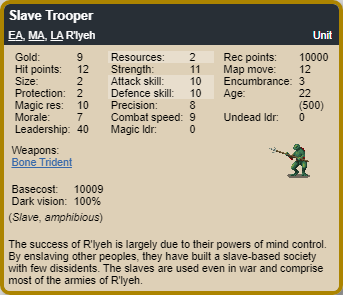 Slave Trooper
EA, MA, LA R'lyeh Unit
Gold: 9 Resources: 2 Rec points: 10000
Hit points: 12 Strength: 11 Map move: 12
Size: 2 Attack skill: 10 Encumbrance: 3
Protection: 2 Defence skill: 10 Age: 22
Magic res: 10 Precision: 8 (500)
Morale: 7 Combat speed: 9 Undead ldr: 0
Leadership: 40 Magic ldr: 0
Weapons:
Bone Trident
Basecost: 10009
Dark vision: 100%
(Slave, amphibious)
The success of R'lyeh is largely due to their powers of mind control.
By enslaving other peoples, they have built a slave-based society
with few dissidents. The slaves are used even in war and comprise
most of the armies of R'lyeh.